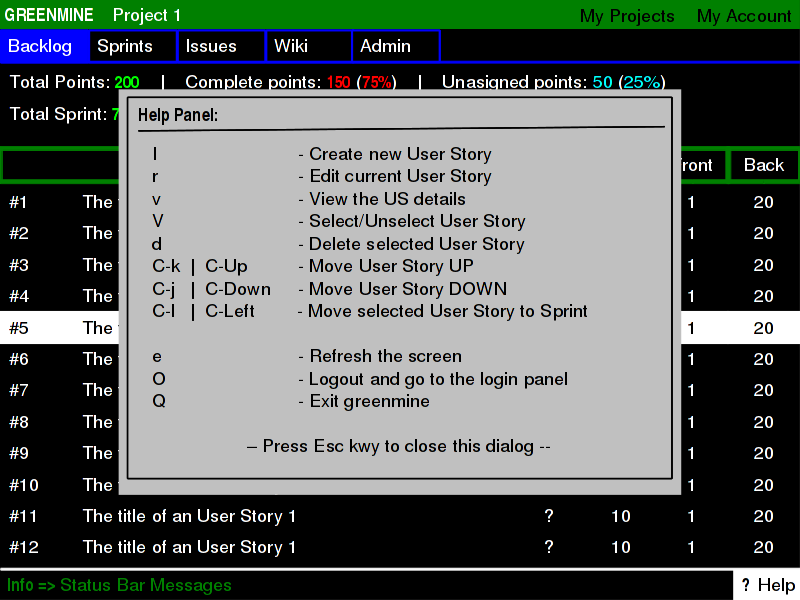 GREENMINE Project 1 My Projects My Account
Backlog Sprints Issues Wiki Admin
Total Points: 200 | Complete points: 150 (75%) | Unasigned points: 50 (25%)
Total Sprint: 7
Help Panel:
ront Back
l - Create new User Story
r - Edit current User Story
v - View the US details
V - Select/Unselect User Story
d - Delete selected User Story
C-k | C-Up - Move User Story UP
C-j | C-Down - Move User Story DOWN
C-l | C-Left - Move selected User Story to Sprint
e - Refresh the screen
O - Logout and go to the login panel
Q - Exit greenmine
-- Press Esc kwy to close this dialog --
#1 The 1 20
#2 The 1 20
#3 The 1 20
#4 The 1 20
#5 The 1 20
#6 The 1 20
#7 The 1 20
#8 The 1 20
#9 The 1 20
#10 The 1 20
#11 The title of an User Story 1 ? 10 1 20
#12 The title of an User Story 1 ? 10 1 20
Info => Status Bar Messages ? Help